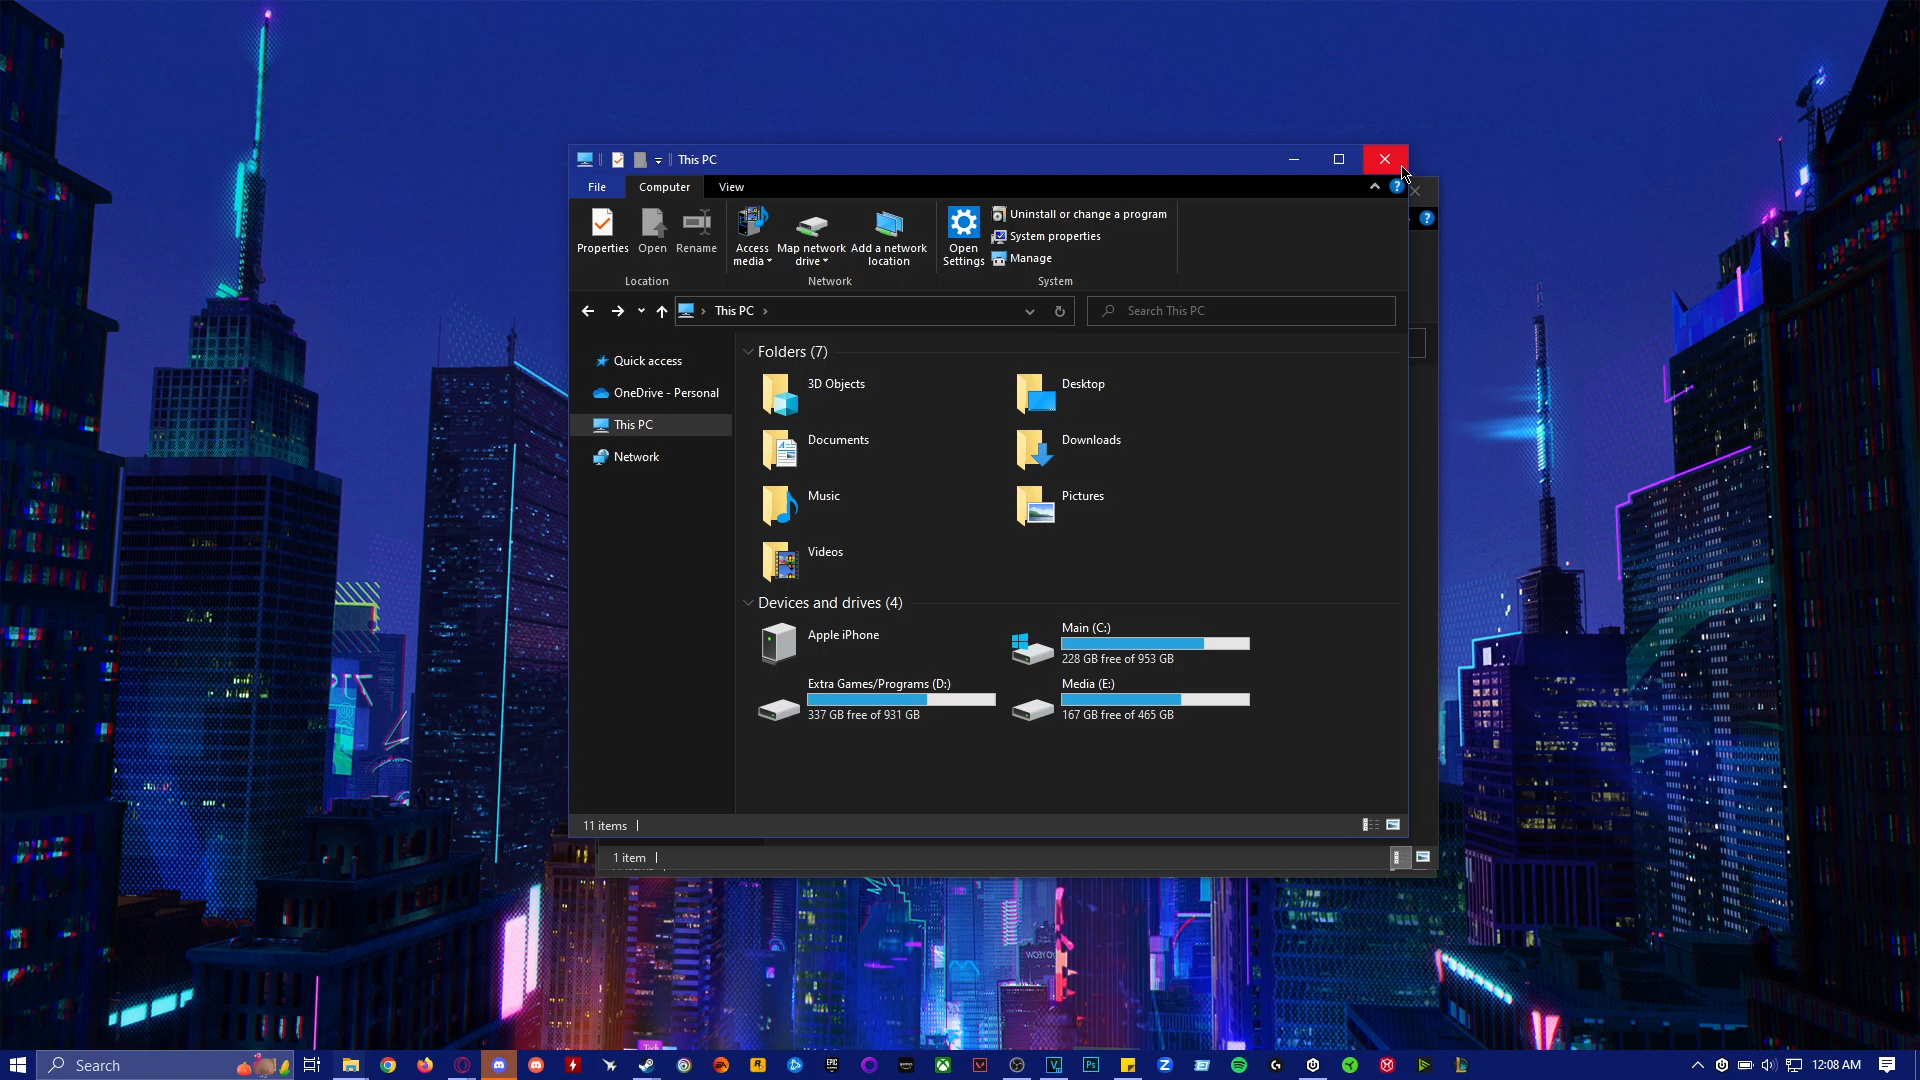 This PC
File
Computer
View
Properties
Open
Rename
Access media
Map network drive
Add a network location
Open Settings
Uninstall or change a program
System properties
Manage
Location
Network
System
This PC
Search This PC
Quick access
OneDrive - Personal
This PC
Network
Folders (7)
3D Objects
Desktop
Documents
Downloads
Music
Pictures
Videos
Devices and drives (4)
Apple iPhone
Main (C:)
228 GB free of 953 GB
Extra Games/Programs (D:)
337 GB free of 931 GB
Media (E:)
167 GB free of 465 GB
11 items
1 item
Search
12:08 AM